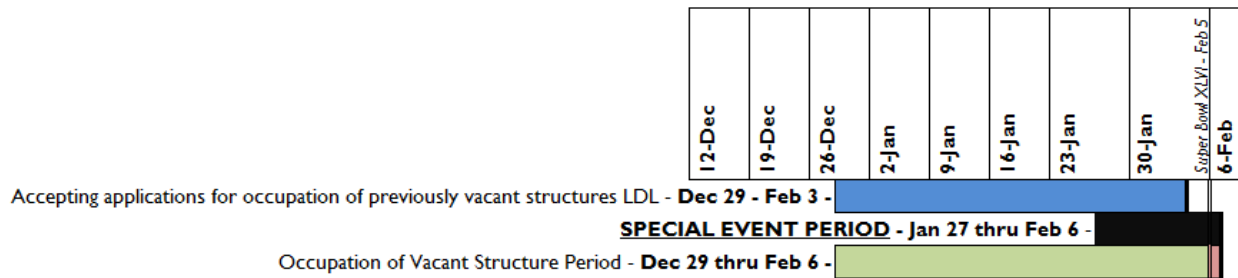 12-Dec
19-Dec
26-Dec
2-Jan
9-Jan
16-Jan
23-Jan
30-Jan
Super Bowl XLVI - Feb 5
6-Feb
Accepting applications for occupation of previously vacant structures LDL - Dec 29 - Feb 3 -
SPECIAL EVENT PERIOD - Jan 27 thru Feb 6 -
Occupation of Vacant Structure Period - Dec 29 thru Feb 6 -